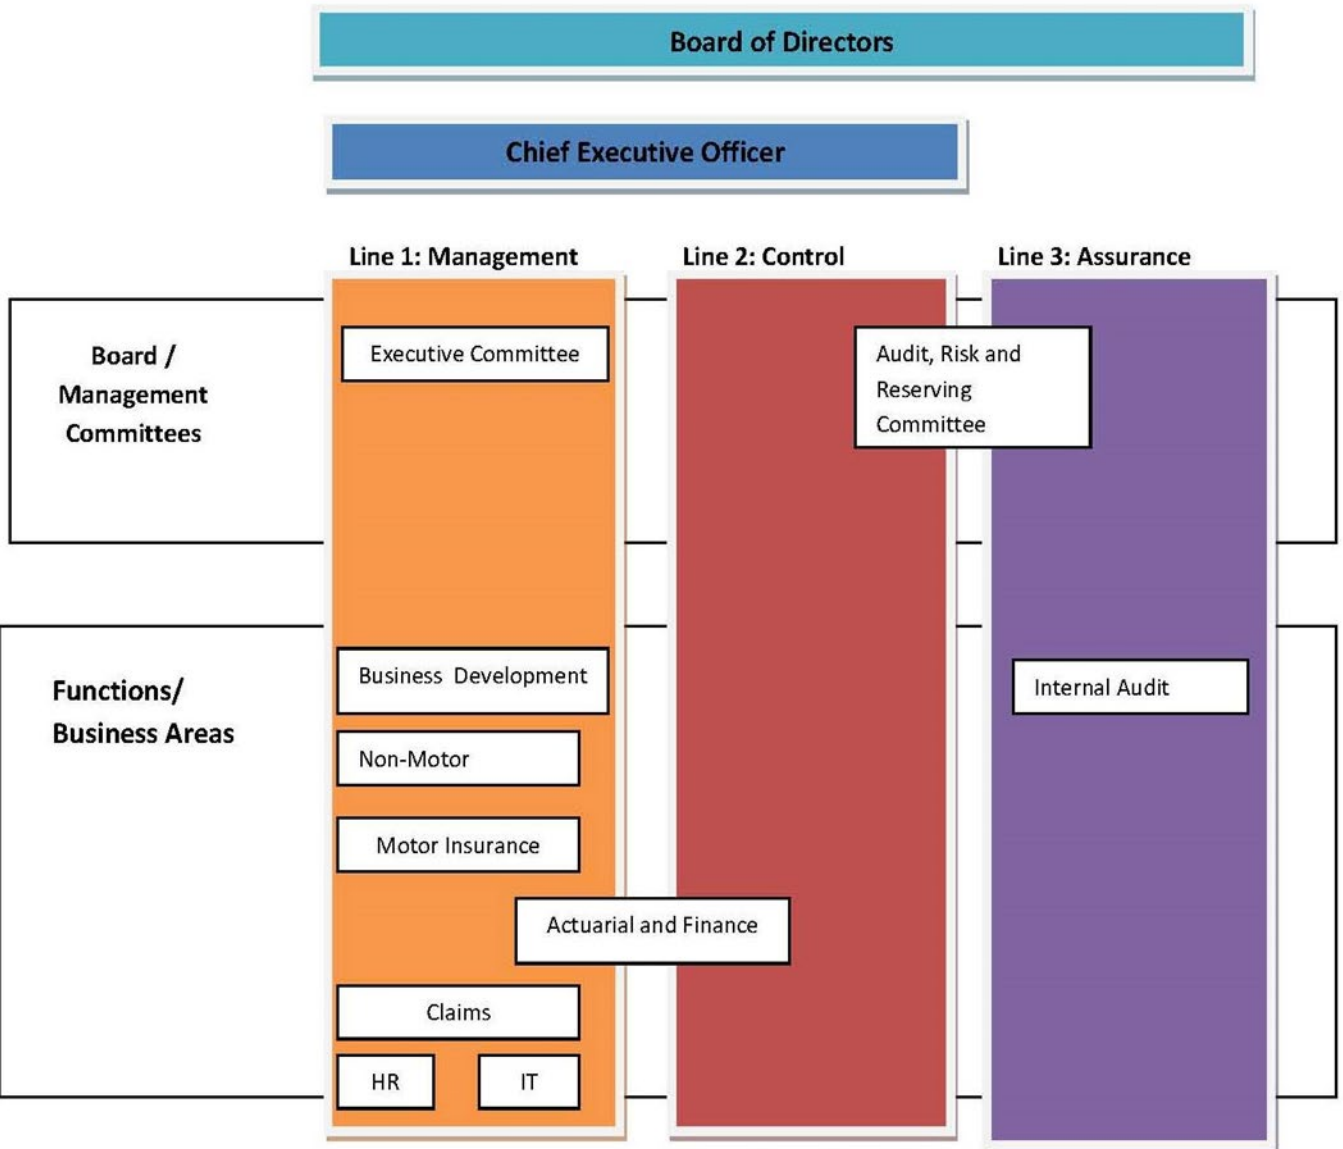 Board of Directors
Chief Executive Officer
Line 1: Management
Line 2: Control
Line 3: Assurance
Board /
Management
Committees
Executive Committee
Audit, Risk and
Reserving
Committee
Functions/
Business Areas
Business Development
Internal Audit
Non-Motor
Motor Insurance
Actuarial and Finance
Claims
HR
IT